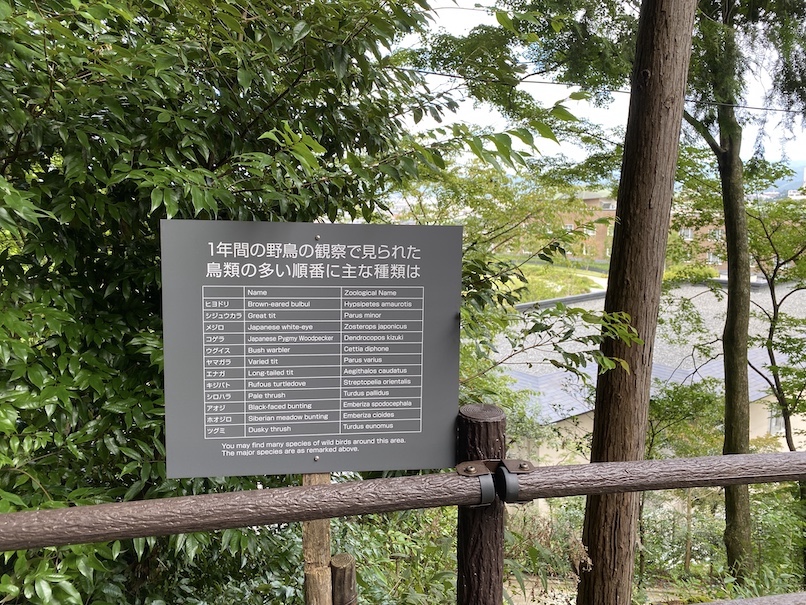 1年間の野鳥の観察で見られた
鳥類の多い順番に主な種類は
Name Zoological Name
ヒヨドリ Brown-eared bulbui Hypsipetes amaurotis
シジュウカラ Great tit Parus minor
メジロ Japanese white-eye Zosterops japonicus
コゲラ Japanese Pygmy Woodpecker Dendrocopos kizuki
ウグイス Bush warbler Cettia diphone
ヤマガラ Varied tit Parus varius
エナガ Long-tailed tit Aegithalos caudatus
キジバト Rufous turtledove Streptopelia orientalis
シロハラ Pale thrush Turdus pallidus
アオジ Black-faced bunting Emberiza spodocephala
ホオジロ Siberian meadow bunting Emberiza cioides
ツグミ Dusky thrush Turdus eunomus
You may find many species of wild birds around this area.
The major species are as remarked above.